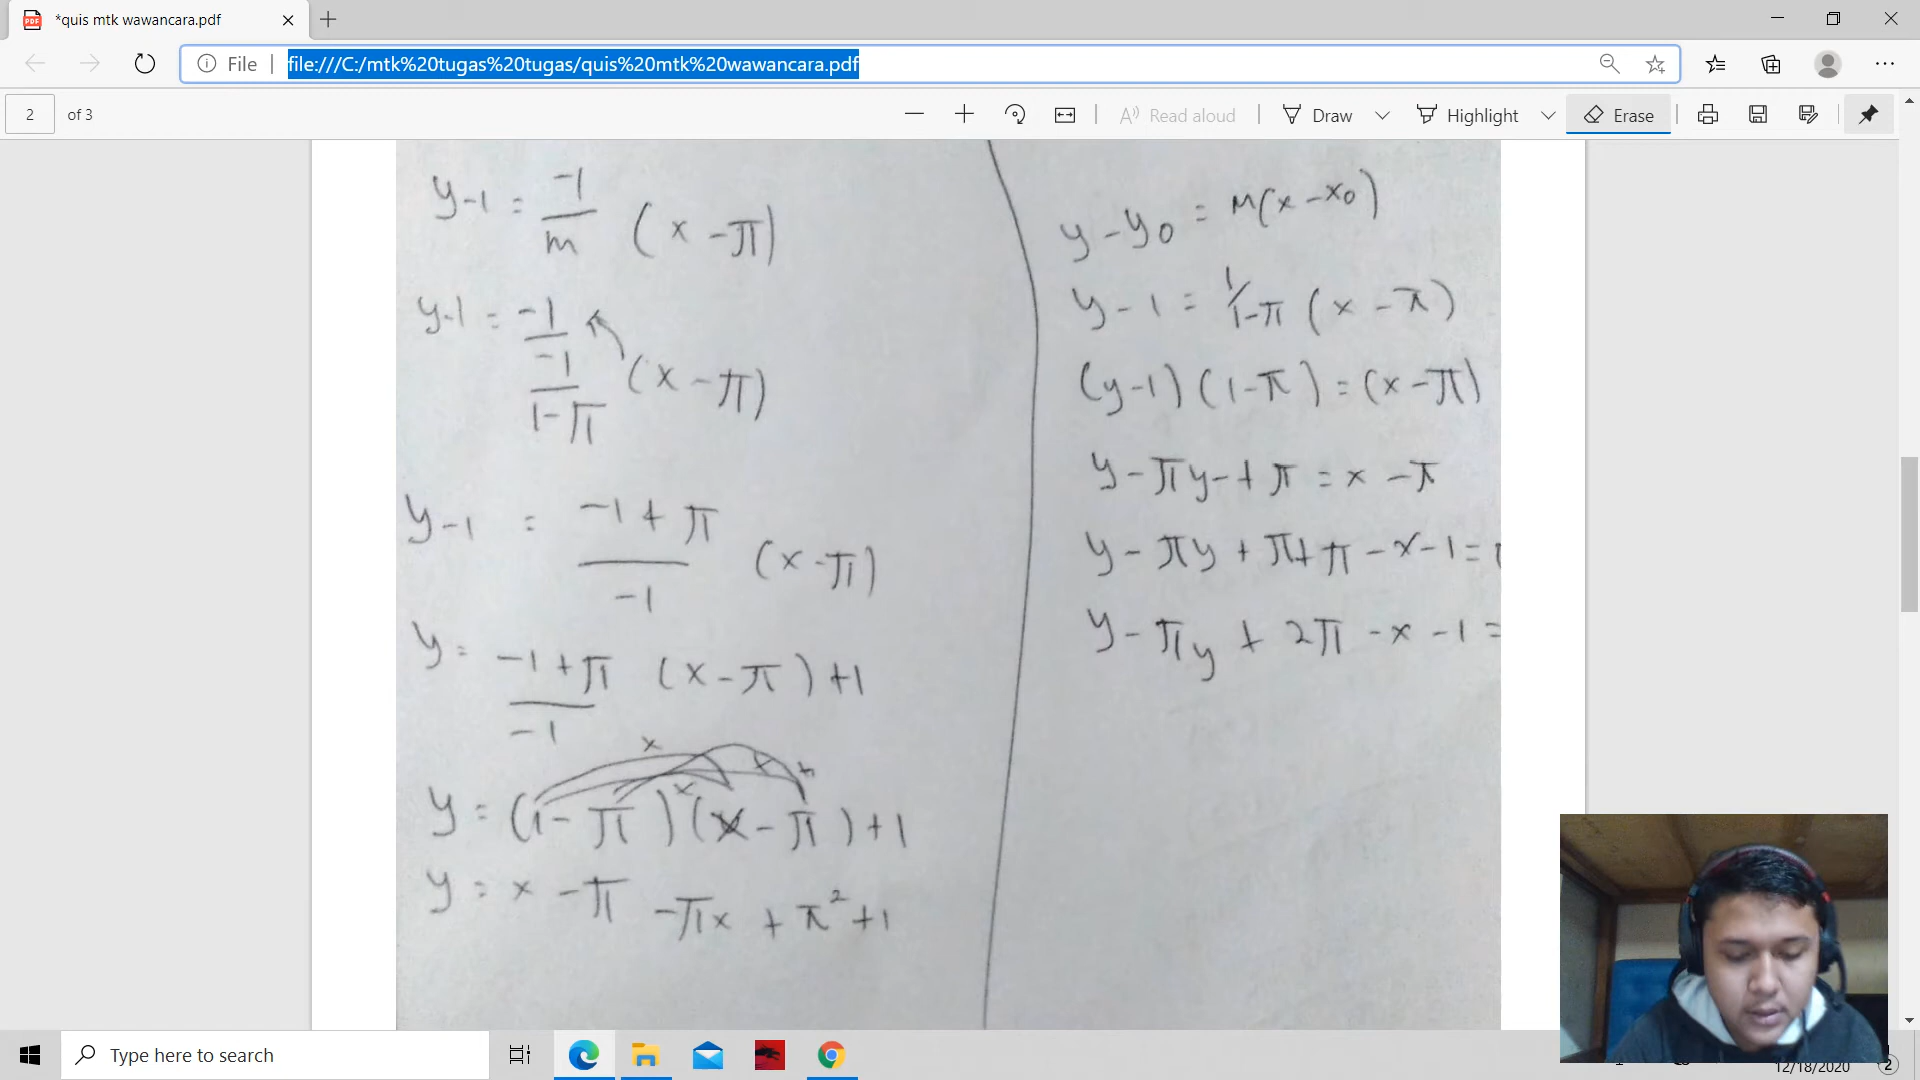 *quis mtk wawancara.pdf
File | file:///C:/mtk%20tugas%20tugas/quis%20mtk%20wawancara.pdf
2 of 3
Read aloud
Draw
Highlight
Erase
y-1 = -1/m (x - π)
y-1 = -1/(-1/(1-π)) (x - π)
y-1 = (-1+π)/-1 (x-π)
y = (-1+π)/-1 (x-π)+1
x x x x
y = (1-π)(x-π)+1
y = x - π - πx + π²+1
y - y0 = m(x - x0)
y - 1 = 1/1-π (x - π)
(y-1)(1-π) = (x-π)
y - πy - + π = x - π
y - πy + π + π - x - 1 =
y - πy + 2π - x - 1 =
Type here to search
12/18/2020
2